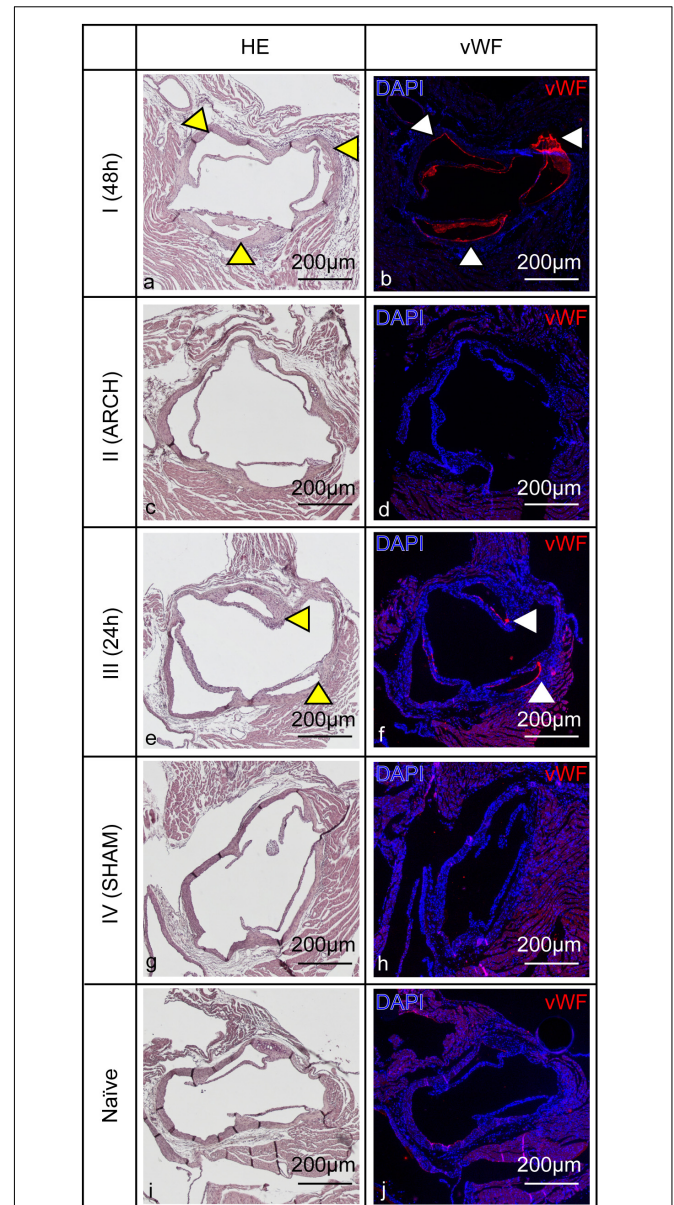 HE vWF
I (48h)
a 200µm
DAPI vWF
b 200µm
II (ARCH)
c 200µm
DAPI vWF
d 200µm
III (24h)
e 200µm
DAPI vWF
f 200µm
IV (SHAM)
g 200µm
DAPI vWF
h 200µm
Naïve
i 200µm
DAPI vWF
j 200µm